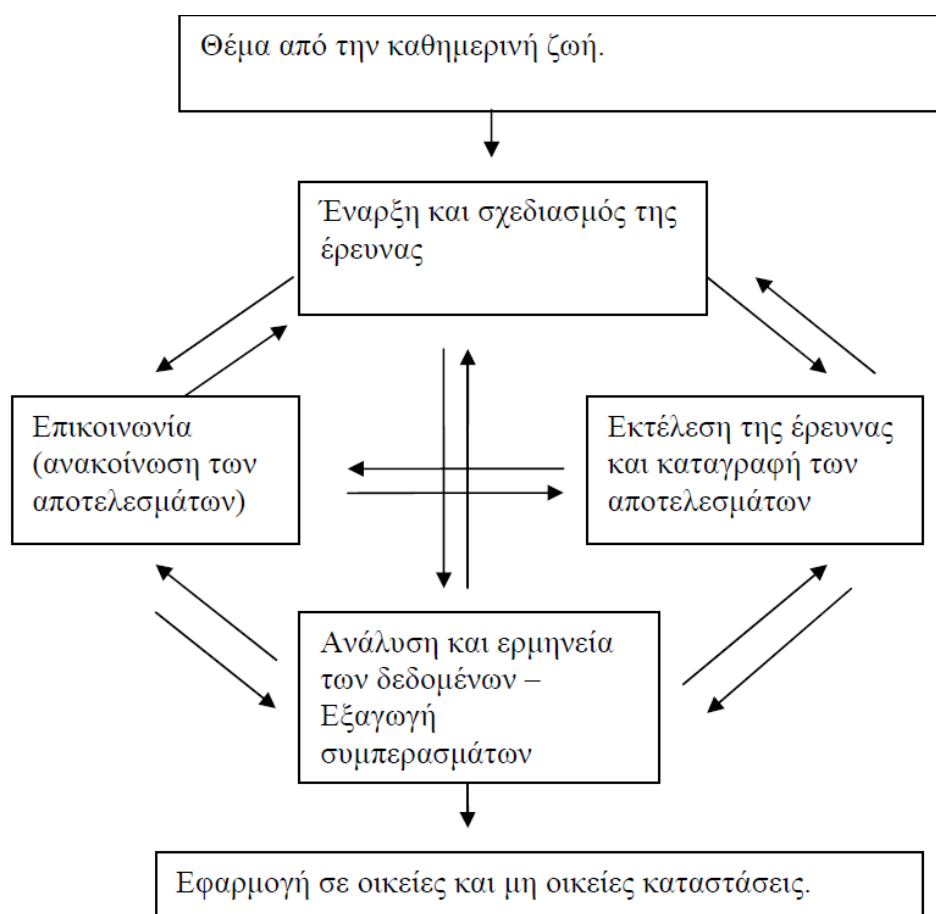 Θέμα από την καθημερινή ζωή.
Έναρξη και σχεδιασμός της
έρευνας
Επικοινωνία
(ανακοίνωση των
αποτελεσμάτων)
Εκτέλεση της έρευνας
και καταγραφή των
αποτελεσμάτων
Ανάλυση και ερμηνεία
των δεδομένων –
Εξαγωγή
συμπερασμάτων
Εφαρμογή σε οικείες και μη οικείες καταστάσεις.